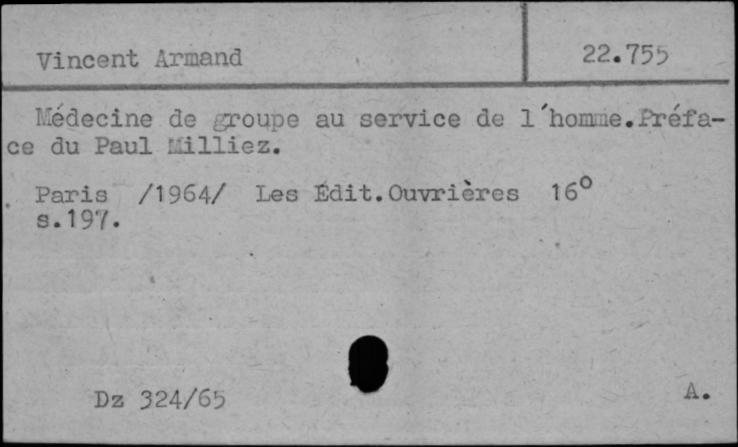 Vincent Armand
22.755
Médecine de groupe au service de l'homme.Préfa-
ce du Paul Milliez.
Paris /1964/ Les Édit.Ouvrières 16°
s.197.
Dz 324/65
A.